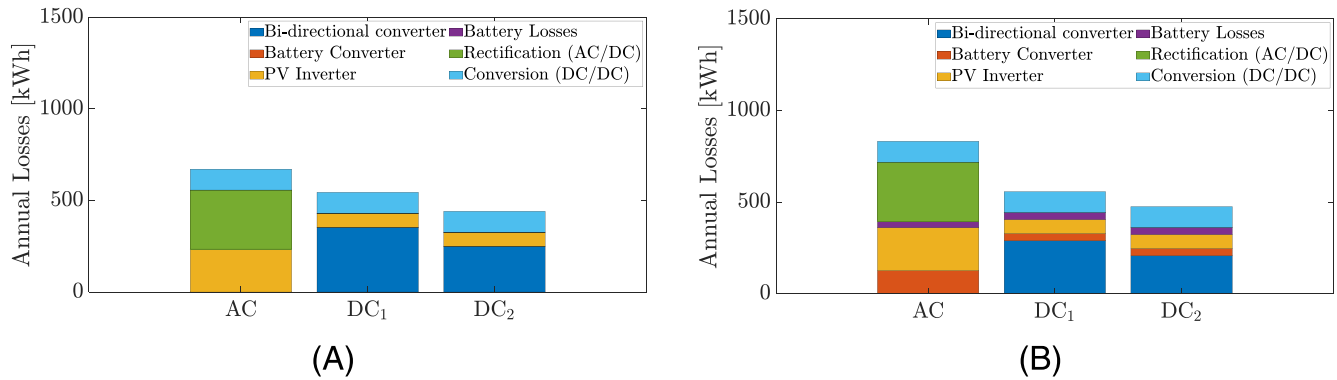 1500
1000
500
0
Annual Losses [kWh]
Bi-directional converter
Battery Converter
PV Inverter
Battery Losses
Rectification (AC/DC)
Conversion (DC/DC)
AC
DC₁
DC₂
(A)
1500
1000
500
0
Annual Losses [kWh]
Bi-directional converter
Battery Converter
PV Inverter
Battery Losses
Rectification (AC/DC)
Conversion (DC/DC)
AC
DC₁
DC₂
(B)